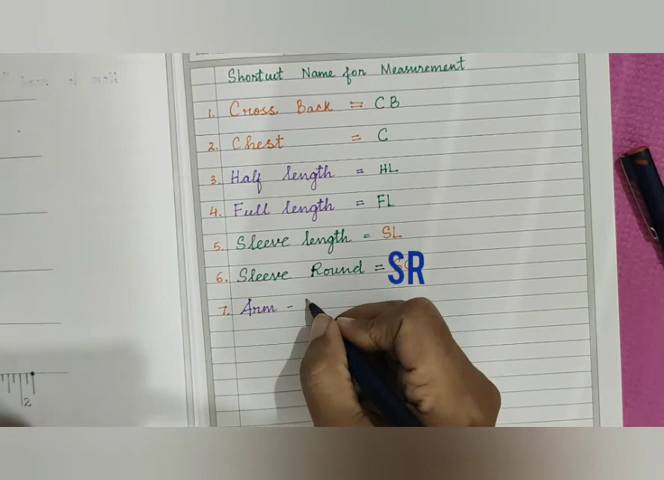 Shortcut Name for Measurement
1. Cross Back = CB
2. Chest = C
3. Half length = HL
4. Full length = FL
5. Sleeve length = SL
6. Sleeve Round = SR
7. Arm -
2